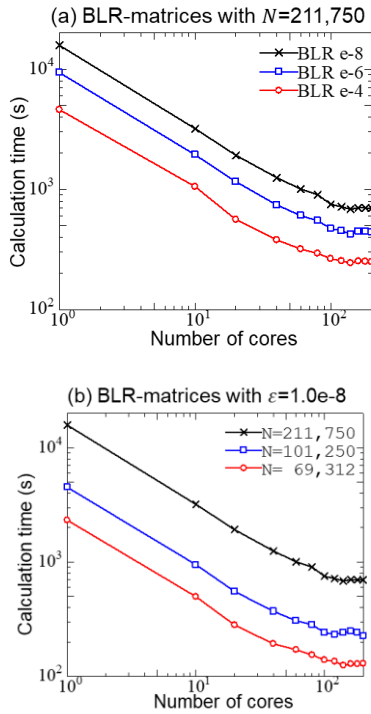 (a) BLR-matrices with N=211,750
10^4
BLR e-8
BLR e-6
BLR e-4
Calculation time (s)
10^3
10^2
10^0
10^1
10^2
Number of cores
(b) BLR-matrices with ε=1.0e-8
10^4
N=211,750
N=101,250
N= 69,312
Calculation time (s)
10^3
10^2
10^0
10^1
10^2
Number of cores